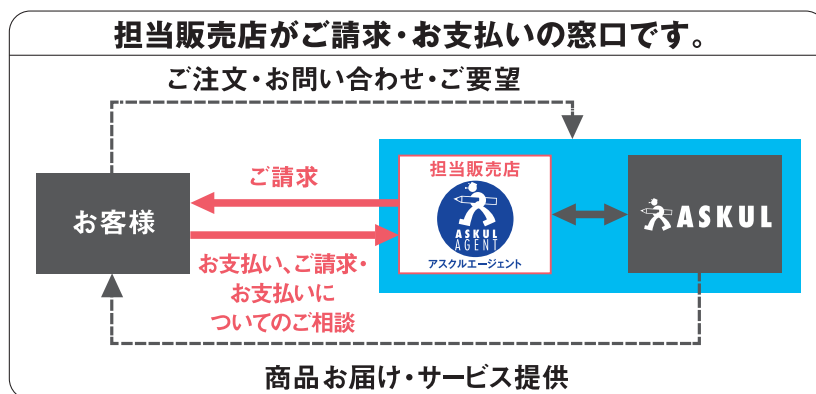 担当販売店がご請求・お支払いの窓口です。
ご注文・お問い合わせ・ご要望
担当販売店
ご請求
お客様
ASKUL
AGENT
アスクルエージェント
ASKUL
お支払い、ご請求・
お支払いに
ついてのご相談
商品お届け・サービス提供